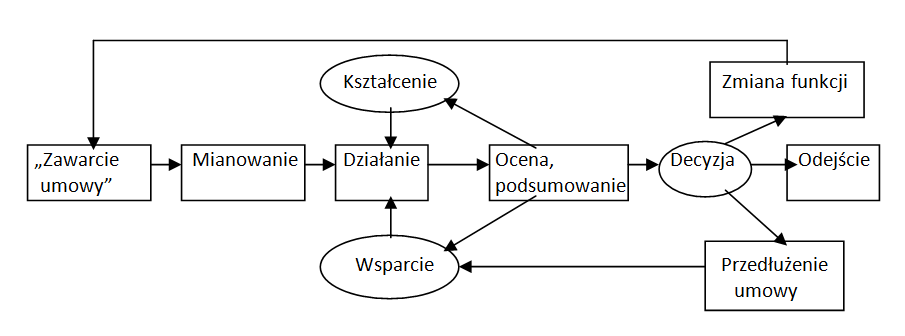 Kształcenie
Zmiana funkcji
„Zawarcie
umowy”
Mianowanie
Działanie
Ocena,
podsumowanie
Decyzja
Odejście
Wsparcie
Przedłużenie
umowy